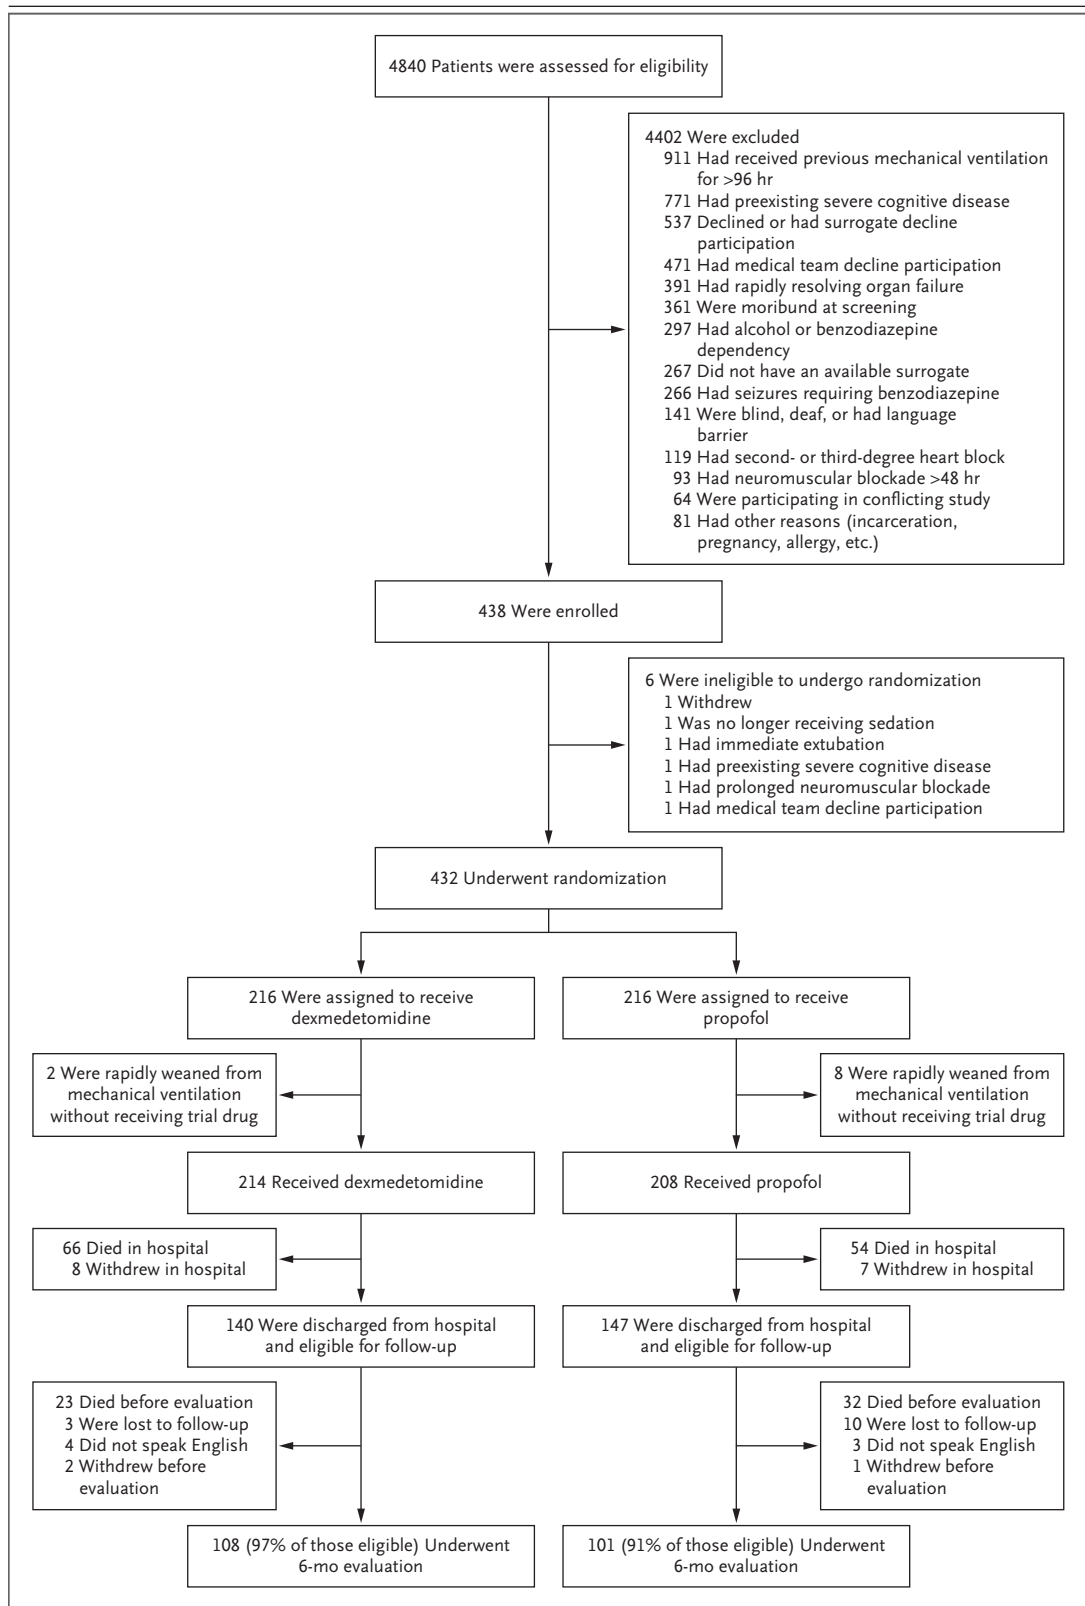 4840 Patients were assessed for eligibility
4402 Were excluded
911 Had received previous mechanical ventilation
for >96 hr
771 Had preexisting severe cognitive disease
537 Declined or had surrogate decline
participation
471 Had medical team decline participation
391 Had rapidly resolving organ failure
361 Were moribund at screening
297 Had alcohol or benzodiazepine
dependency
267 Did not have an available surrogate
266 Had seizures requiring benzodiazepine
141 Were blind, deaf, or had language
barrier
119 Had second- or third-degree heart block
93 Had neuromuscular blockade >48 hr
64 Were participating in conflicting study
81 Had other reasons (incarceration,
pregnancy, allergy, etc.)
438 Were enrolled
6 Were ineligible to undergo randomization
1 Withdrew
1 Was no longer receiving sedation
1 Had immediate extubation
1 Had preexisting severe cognitive disease
1 Had prolonged neuromuscular blockade
1 Had medical team decline participation
432 Underwent randomization
216 Were assigned to receive
dexmedetomidine
216 Were assigned to receive
propofol
2 Were rapidly weaned from
mechanical ventilation
without receiving trial drug
8 Were rapidly weaned from
mechanical ventilation
without receiving trial drug
214 Received dexmedetomidine
208 Received propofol
66 Died in hospital
8 Withdrew in hospital
54 Died in hospital
7 Withdrew in hospital
140 Were discharged from hospital
and eligible for follow-up
147 Were discharged from hospital
and eligible for follow-up
23 Died before evaluation
3 Were lost to follow-up
4 Did not speak English
2 Withdrew before
evaluation
32 Died before evaluation
10 Were lost to follow-up
3 Did not speak English
1 Withdrew before
evaluation
108 (97% of those eligible) Underwent
6-mo evaluation
101 (91% of those eligible) Underwent
6-mo evaluation